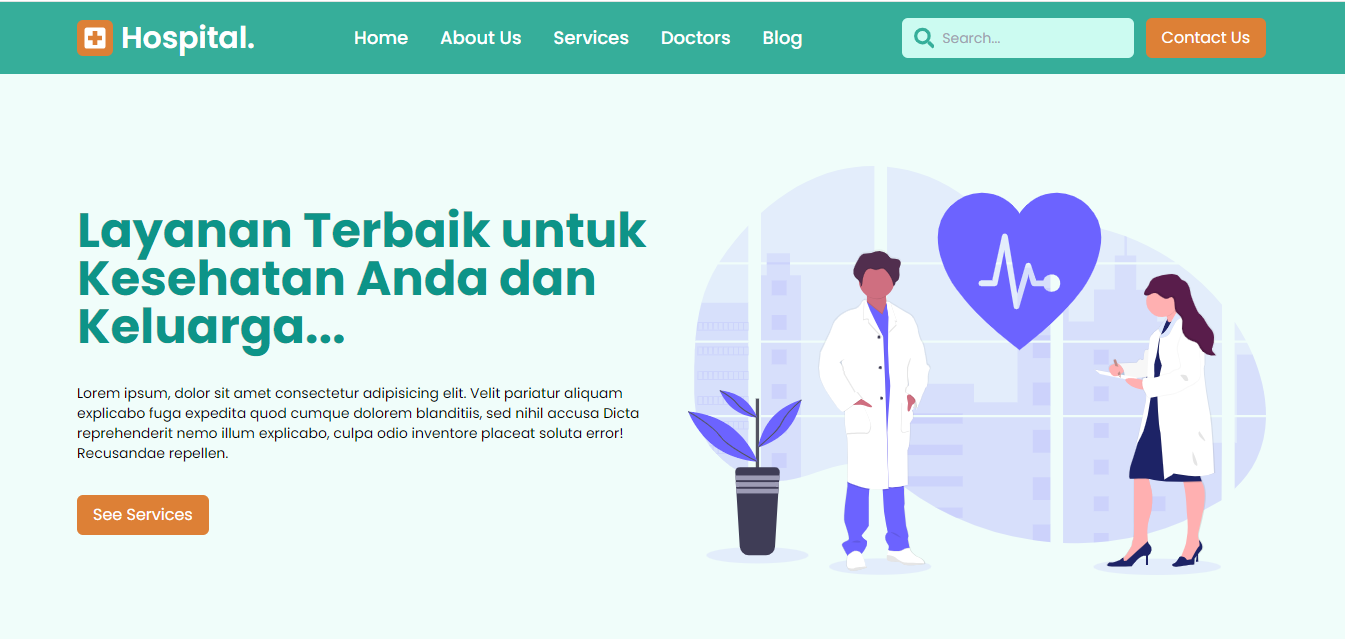 Hospital.
Home
About Us
Services
Doctors
Blog
Search...
Contact Us
Layanan Terbaik untuk
Kesehatan Anda dan
Keluarga...
Lorem ipsum, dolor sit amet consectetur adipisicing elit. Velit pariatur aliquam
explicabo fuga expedita quod cumque dolorem blanditiis, sed nihil accusa Dicta
reprehenderit nemo illum explicabo, culpa odio inventore placeat soluta error!
Recusandae repellen.
See Services